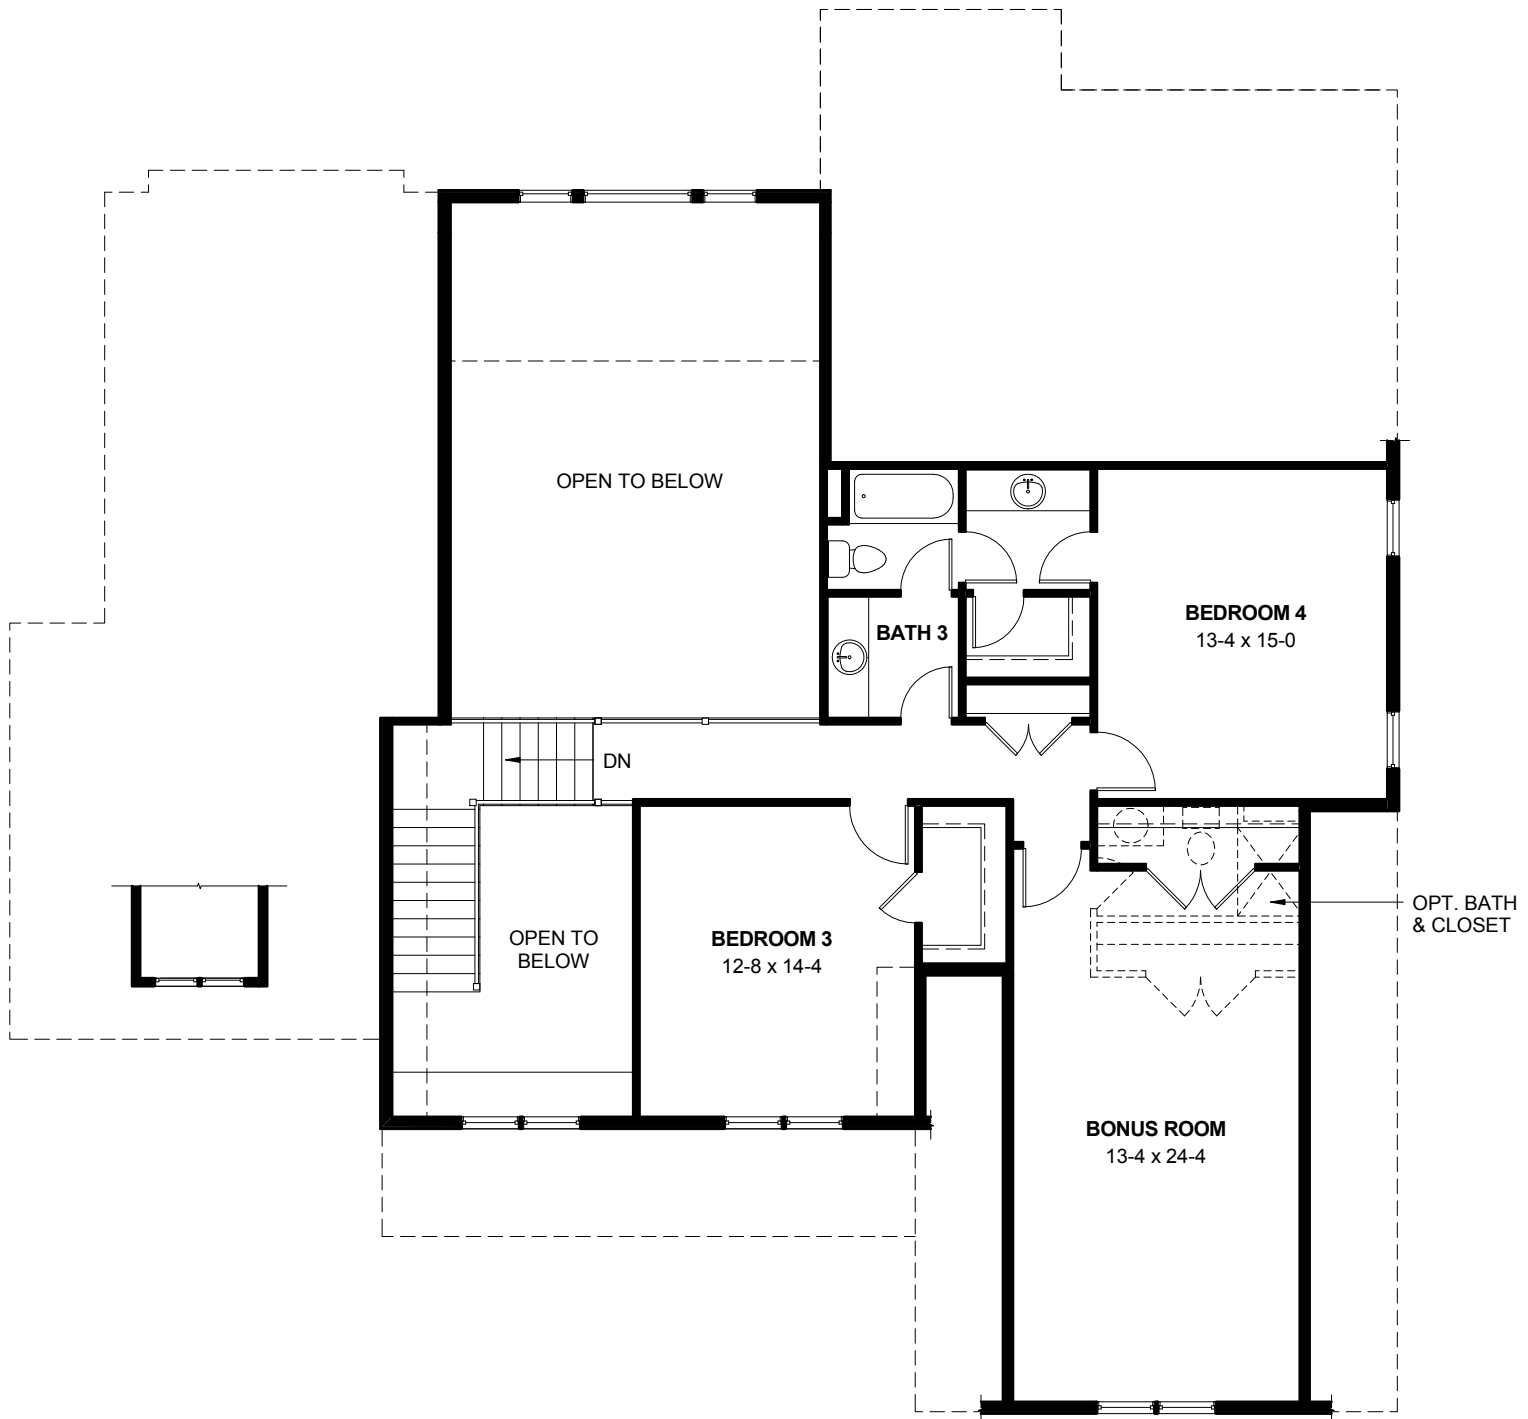 OPEN TO BELOW
BEDROOM 4
13-4 x 15-0
BATH 3
DN
OPEN TO
BELOW
BEDROOM 3
12-8 x 14-4
OPT. BATH
& CLOSET
BONUS ROOM
13-4 x 24-4